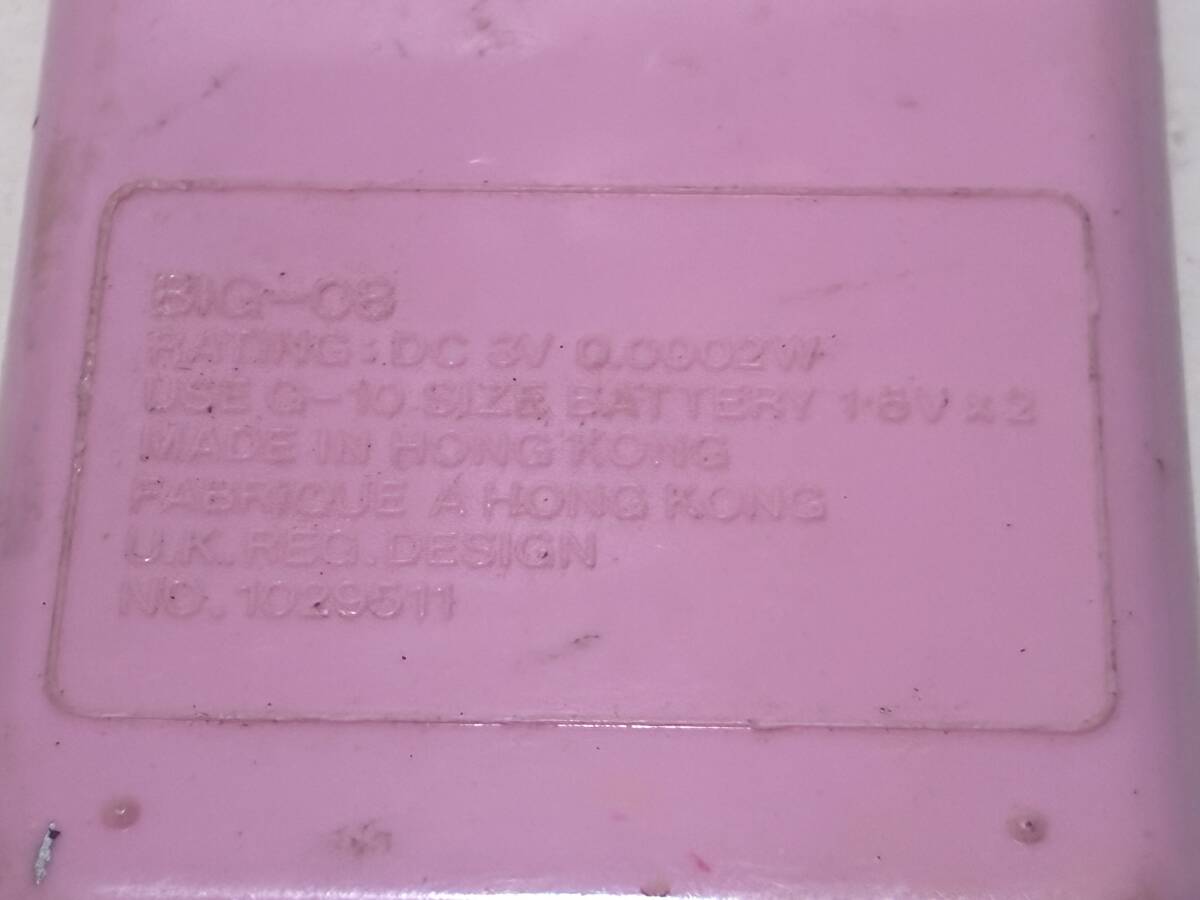 BIG-08
RATING: DC 3V 0.0002W
USE G-10 SIZE BATTERY 1.5V x 2
MADE IN HONG KONG
FABRIQUE A HONG KONG
U.K. REG. DESIGN
NO. 1029511